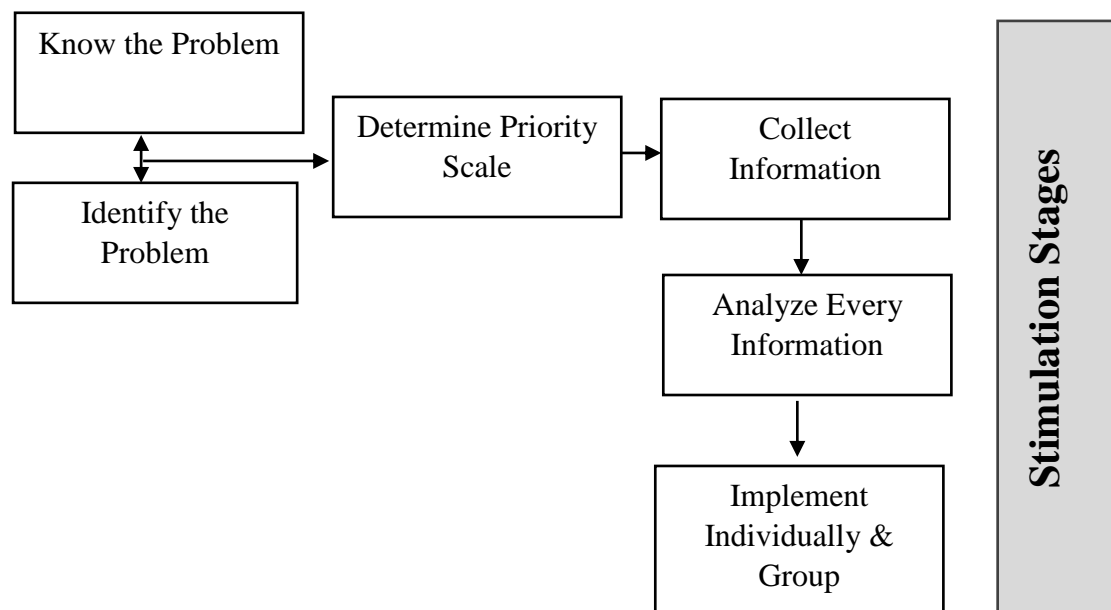 Know the Problem
Identify the
Problem
Determine Priority
Scale
Collect
Information
Analyze Every
Information
Implement
Individually &
Group
Stimulation Stages